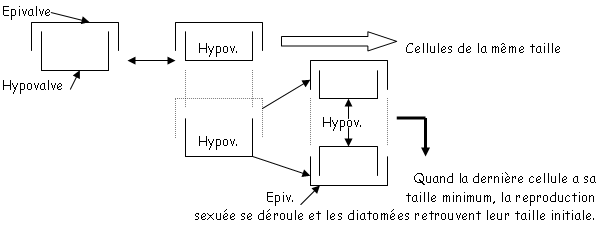 Epivalve
Hypov.
Cellules de la même taille
Hypovalve
Hypov.
Hypov.
Quand la dernière cellule a sa
taille minimum, la reproduction
Epiv.
sexuée se déroule et les diatomées retrouvent leur taille initiale.